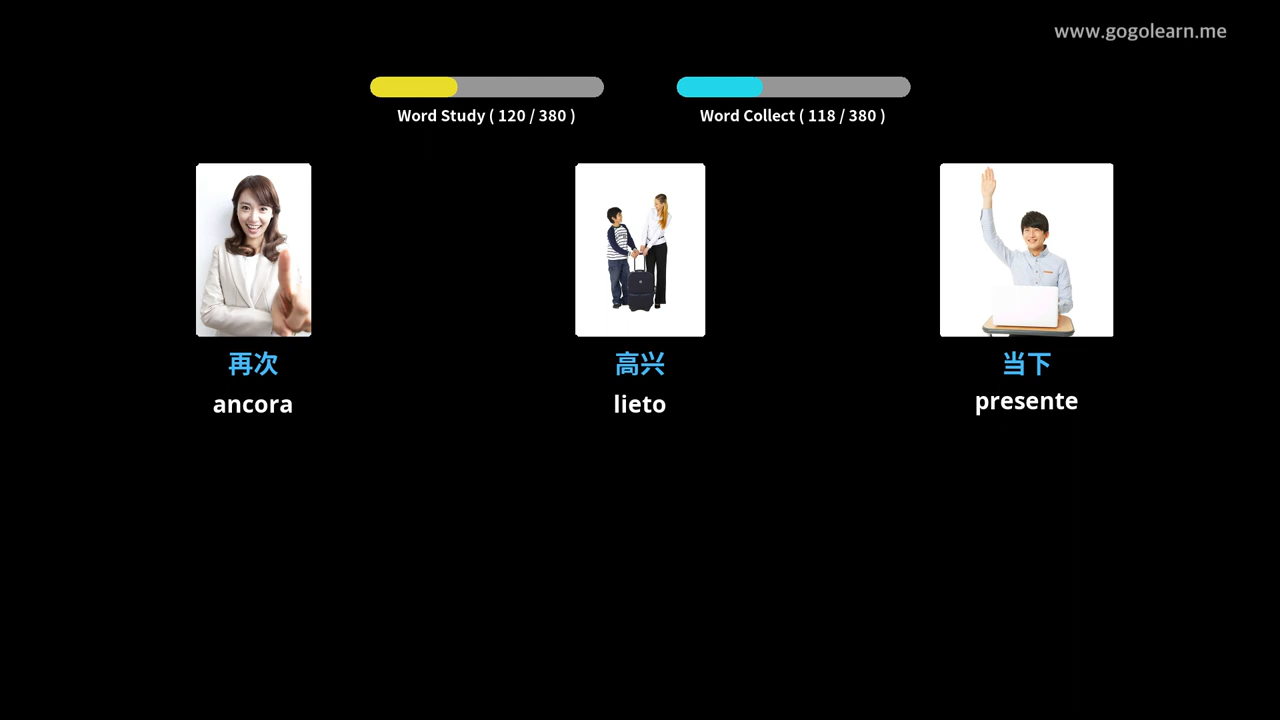 www.gogolearn.me
Word Study ( 120 / 380 )
Word Collect ( 118 / 380 )
再次
高兴
当下
ancora
lieto
presente